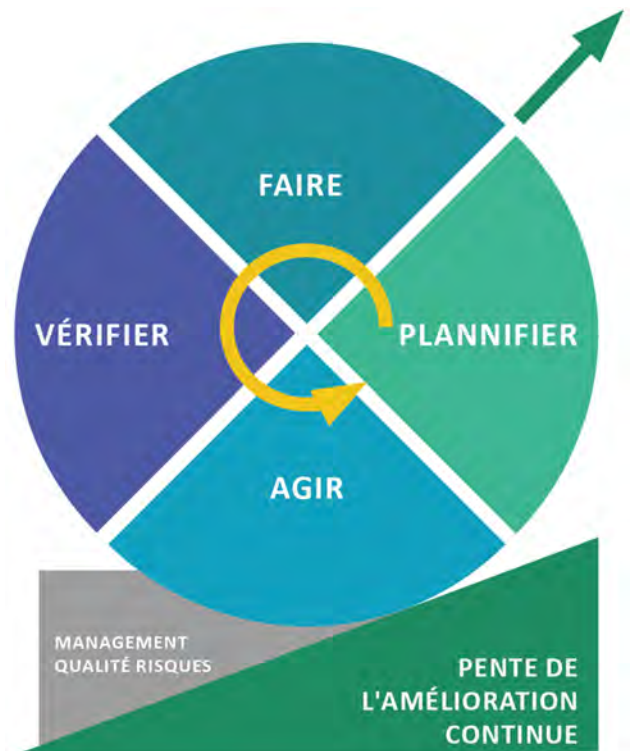 FAIRE
VÉRIFIER
PLANNIFIER
AGIR
MANAGEMENT
QUALITÉ RISQUES
PENTE DE
L'AMÉLIORATION
CONTINUE